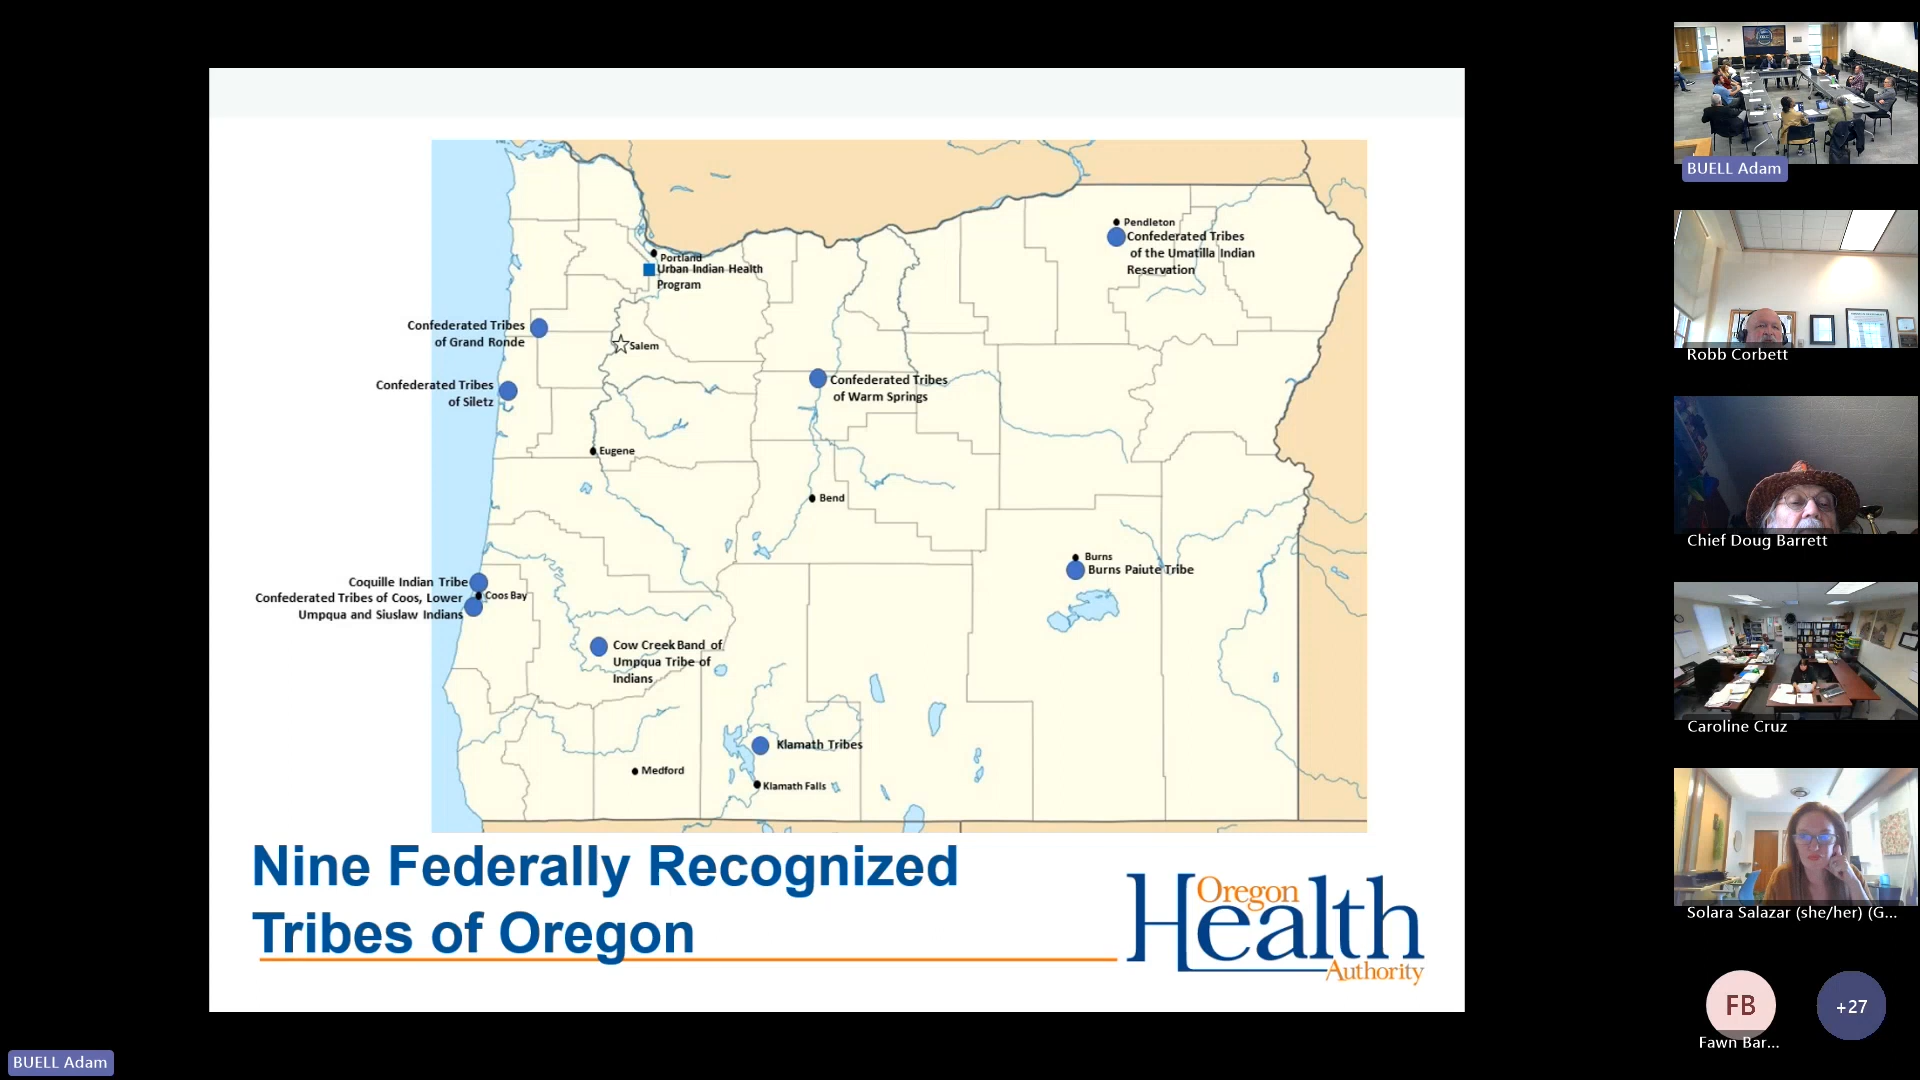 Pendleton
Confederated Tribes
of the Umatilla Indian
Reservation
Portland
Urban Indian Health
Program
Confederated Tribes
of Grand Ronde
Salem
Confederated Tribes
of Siletz
Confederated Tribes
of Warm Springs
Eugene
Bend
Burns
Burns Paiute Tribe
Coquille Indian Tribe
Coos Bay
Confederated Tribes of Coos, Lower
Umpqua and Siuslaw Indians
Cow Creek Band of
Umpqua Tribe of
Indians
Klamath Tribes
Medford
Klamath Falls
Nine Federally Recognized
Tribes of Oregon
Oregon
Health
Authority
BUELL Adam
BUELL Adam
Robb Corbett
Chief Doug Barrett
Caroline Cruz
Solara Salazar (she/her) (G...
FB
Fawn Bar...
+27